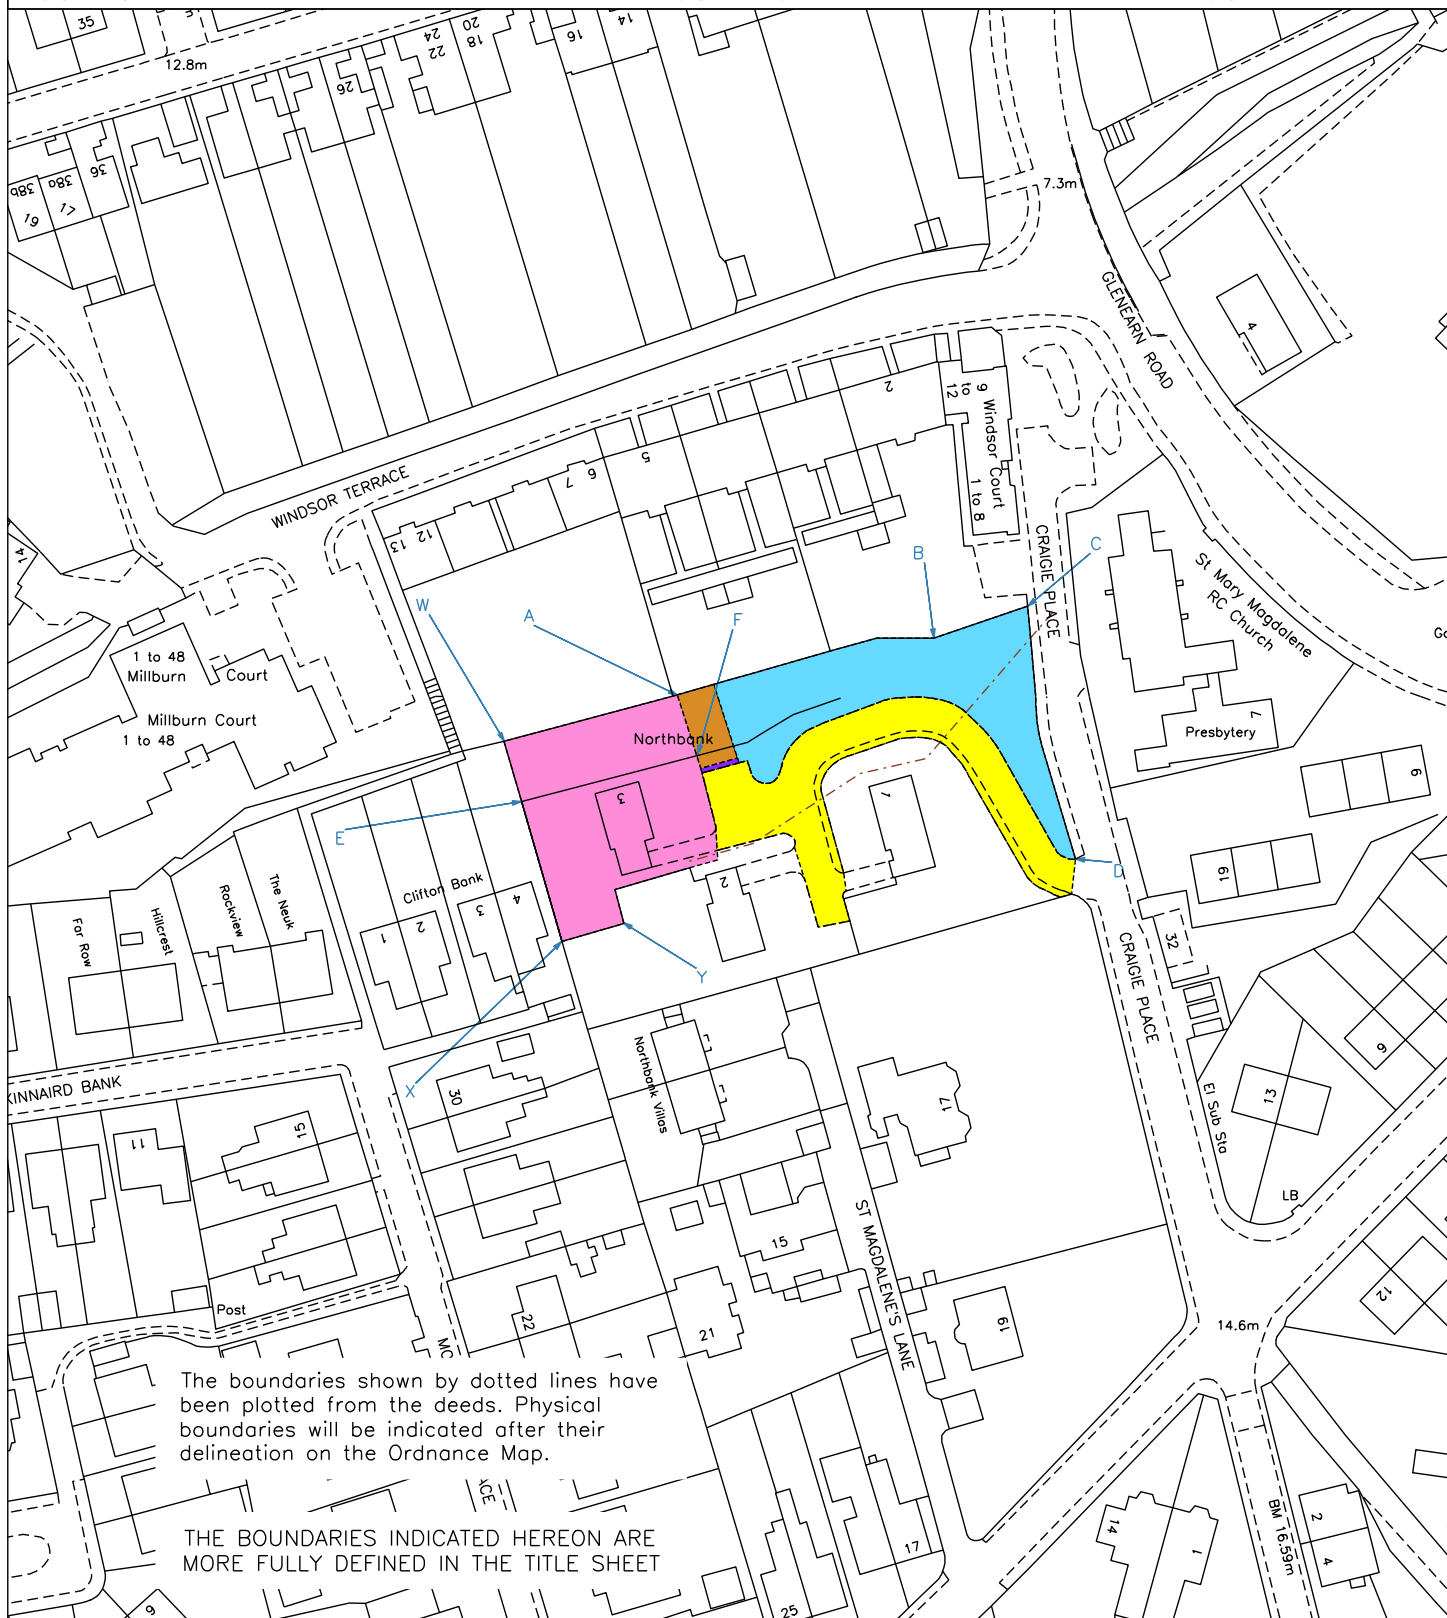 35
12.8m
24
22
20
18
16
14
26
38b
38a
36
61
71
7.3m
GLENEARN ROAD
4
WINDSOR TERRACE
13
12
7
6
5
2
9
to
12
Windsor Court
1 to 8
CRAIGIE PLACE
St Mary Magdalene
RC Church
7
Presbytery
14
1 to 48
Millburn
Court
Millburn Court
1 to 48
W
A
F
B
C
E
D
X
Y
Northbank
3
2
1
Clifton Bank
1
2
3
4
The Neuk
Rockview
Hillcrest
Far Row
KINNAIRD BANK
11
15
30
Northbank Villas
17
32
9
19
9
13
El Sub Sta
CRAIGIE PLACE
LB
12
14.6m
ST MAGDALENE'S LANE
15
21
22
19
Post
The boundaries shown by dotted lines have
been plotted from the deeds. Physical
boundaries will be indicated after their
delineation on the Ordnance Map.
THE BOUNDARIES INDICATED HEREON ARE
MORE FULLY DEFINED IN THE TITLE SHEET
17
25
14
1
BM 16.59m
2
4